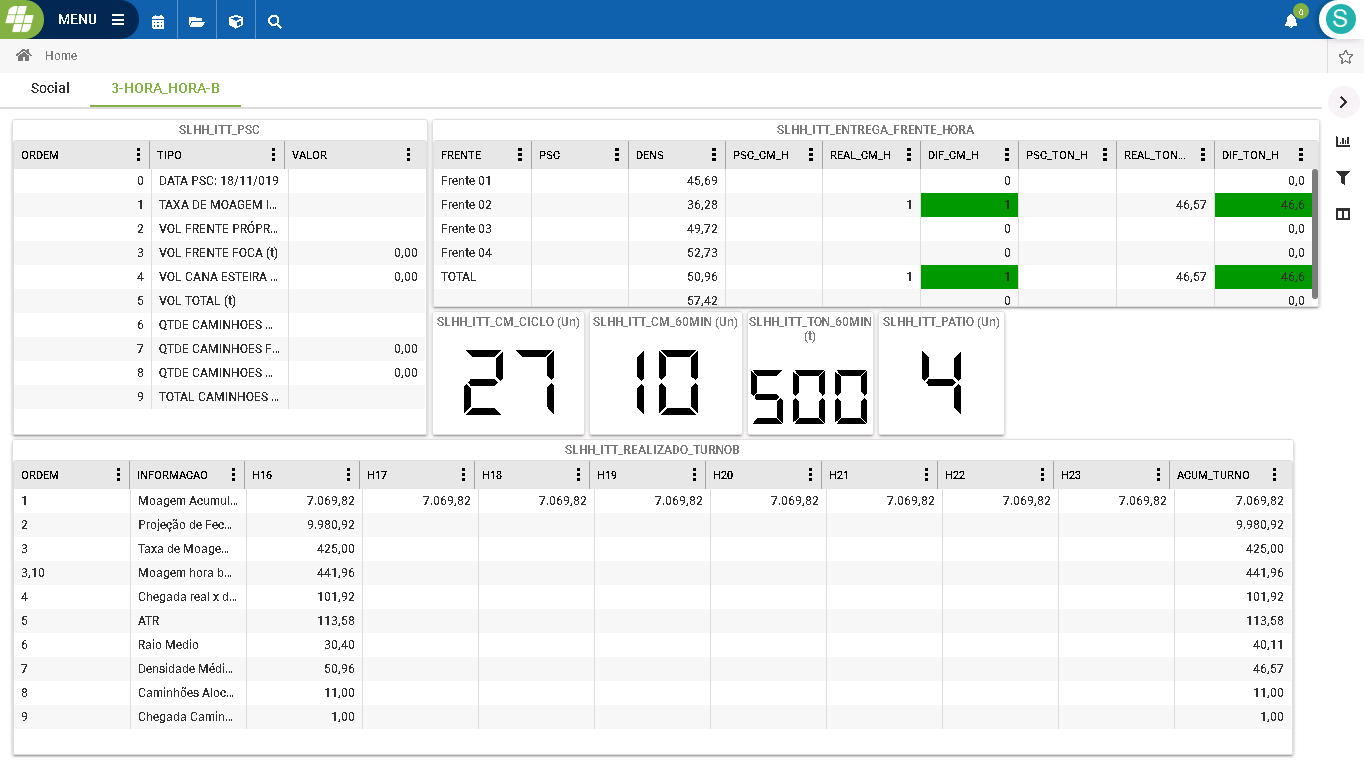 MENU
0
S
Home
Social 3-HORA_HORA-B
SLHH_ITT_PSC
ORDEM TIPO VALOR
0 DATA PSC: 18/11/019
1 TAXA DE MOAGEM I...
2 VOL FRENTE PRÓPR...
3 VOL FRENTE FOCA (t) 0,00
4 VOL CANA ESTEIRA ... 0,00
5 VOL TOTAL (t)
6 QTDE CAMINHOES ...
7 QTDE CAMINHOES F... 0,00
8 QTDE CAMINHOES ... 0,00
9 TOTAL CAMINHOES ...
SLHH_ITT_ENTREGA_FRENTE_HORA
FRENTE PSC DENS PSC_CM_H REAL_CM_H DIF_CM_H PSC_TON_H REAL_TON... DIF_TON_H
Frente 01 45,69 0 0,0
Frente 02 36,28 1 1 46,57 46,6
Frente 03 49,72 0 0,0
Frente 04 52,73 0 0,0
TOTAL 50,96 1 1 46,57 46,6
57,42 0 0,0
SLHH_ITT_CM_CICLO (Un)
27
SLHH_ITT_CM_60MIN (Un)
10
SLHH_ITT_TON_60MIN
(t)
500
SLHH_ITT_PATIO (Un)
4
SLHH_ITT_REALIZADO_TURNOB
ORDEM INFORMACAO H16 H17 H18 H19 H20 H21 H22 H23 ACUM_TURNO
1 Moagem Acumul... 7.069,82 7.069,82 7.069,82 7.069,82 7.069,82 7.069,82 7.069,82 7.069,82 7.069,82
2 Projeção de Fec... 9.980,92 9.980,92
3 Taxa de Moage... 425,00 425,00
3,10 Moagem hora b... 441,96 441,96
4 Chegada real x d... 101,92 101,92
5 ATR 113,58 113,58
6 Raio Medio 30,40 40,11
7 Densidade Médi... 50,96 46,57
8 Caminhões Aloc... 11,00 11,00
9 Chegada Camin... 1,00 1,00